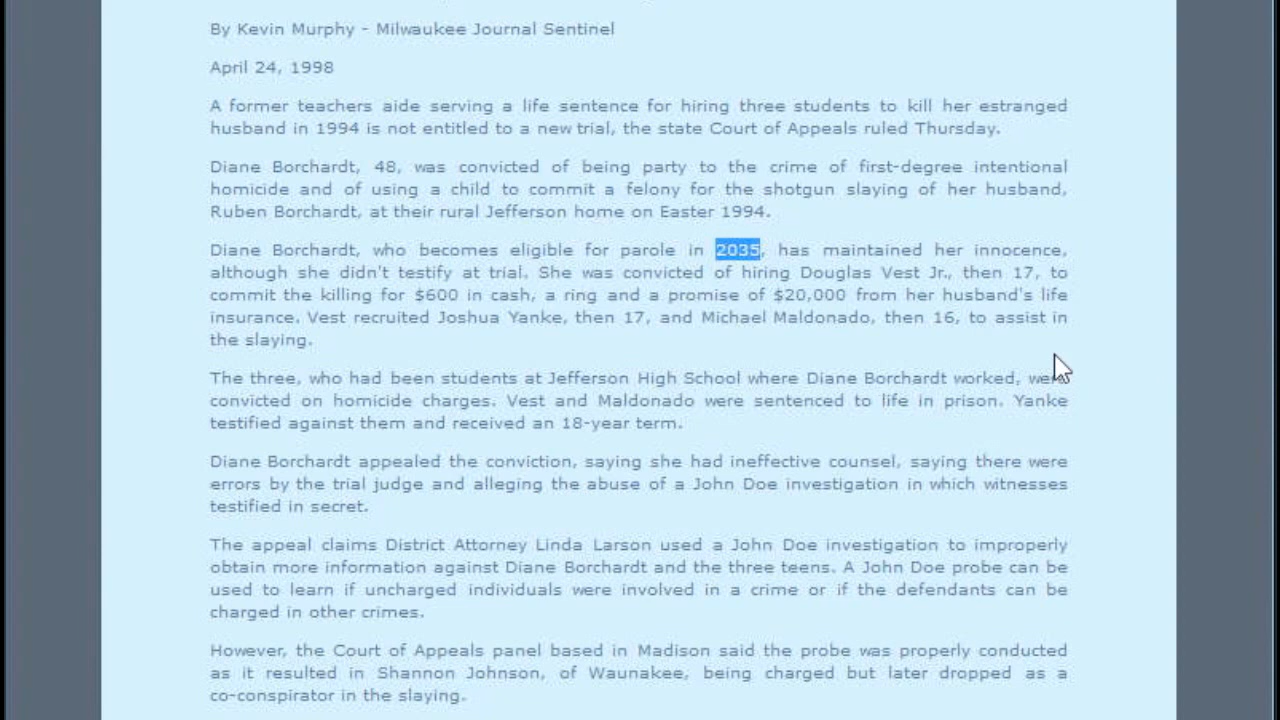 By Kevin Murphy - Milwaukee Journal Sentinel
April 24, 1998
A former teachers aide serving a life sentence for hiring three students to kill her estranged
husband in 1994 is not entitled to a new trial, the state Court of Appeals ruled Thursday.
Diane Borchardt, 48, was convicted of being party to the crime of first-degree intentional
homicide and of using a child to commit a felony for the shotgun slaying of her husband,
Ruben Borchardt, at their rural Jefferson home on Easter 1994.
Diane Borchardt, who becomes eligible for parole in 2035, has maintained her innocence,
although she didn't testify at trial. She was convicted of hiring Douglas Vest Jr., then 17, to
commit the killing for $600 in cash, a ring and a promise of $20,000 from her husband's life
insurance. Vest recruited Joshua Yanke, then 17, and Michael Maldonado, then 16, to assist in
the slaying.
The three, who had been students at Jefferson High School where Diane Borchardt worked, were
convicted on homicide charges. Vest and Maldonado were sentenced to life in prison. Yanke
testified against them and received an 18-year term.
Diane Borchardt appealed the conviction, saying she had ineffective counsel, saying there were
errors by the trial judge and alleging the abuse of a John Doe investigation in which witnesses
testified in secret.
The appeal claims District Attorney Linda Larson used a John Doe investigation to improperly
obtain more information against Diane Borchardt and the three teens. A John Doe probe can be
used to learn if uncharged individuals were involved in a crime or if the defendants can be
charged in other crimes.
However, the Court of Appeals panel based in Madison said the probe was properly conducted
as it resulted in Shannon Johnson, of Waunakee, being charged but later dropped as a
co-conspirator in the slaying.